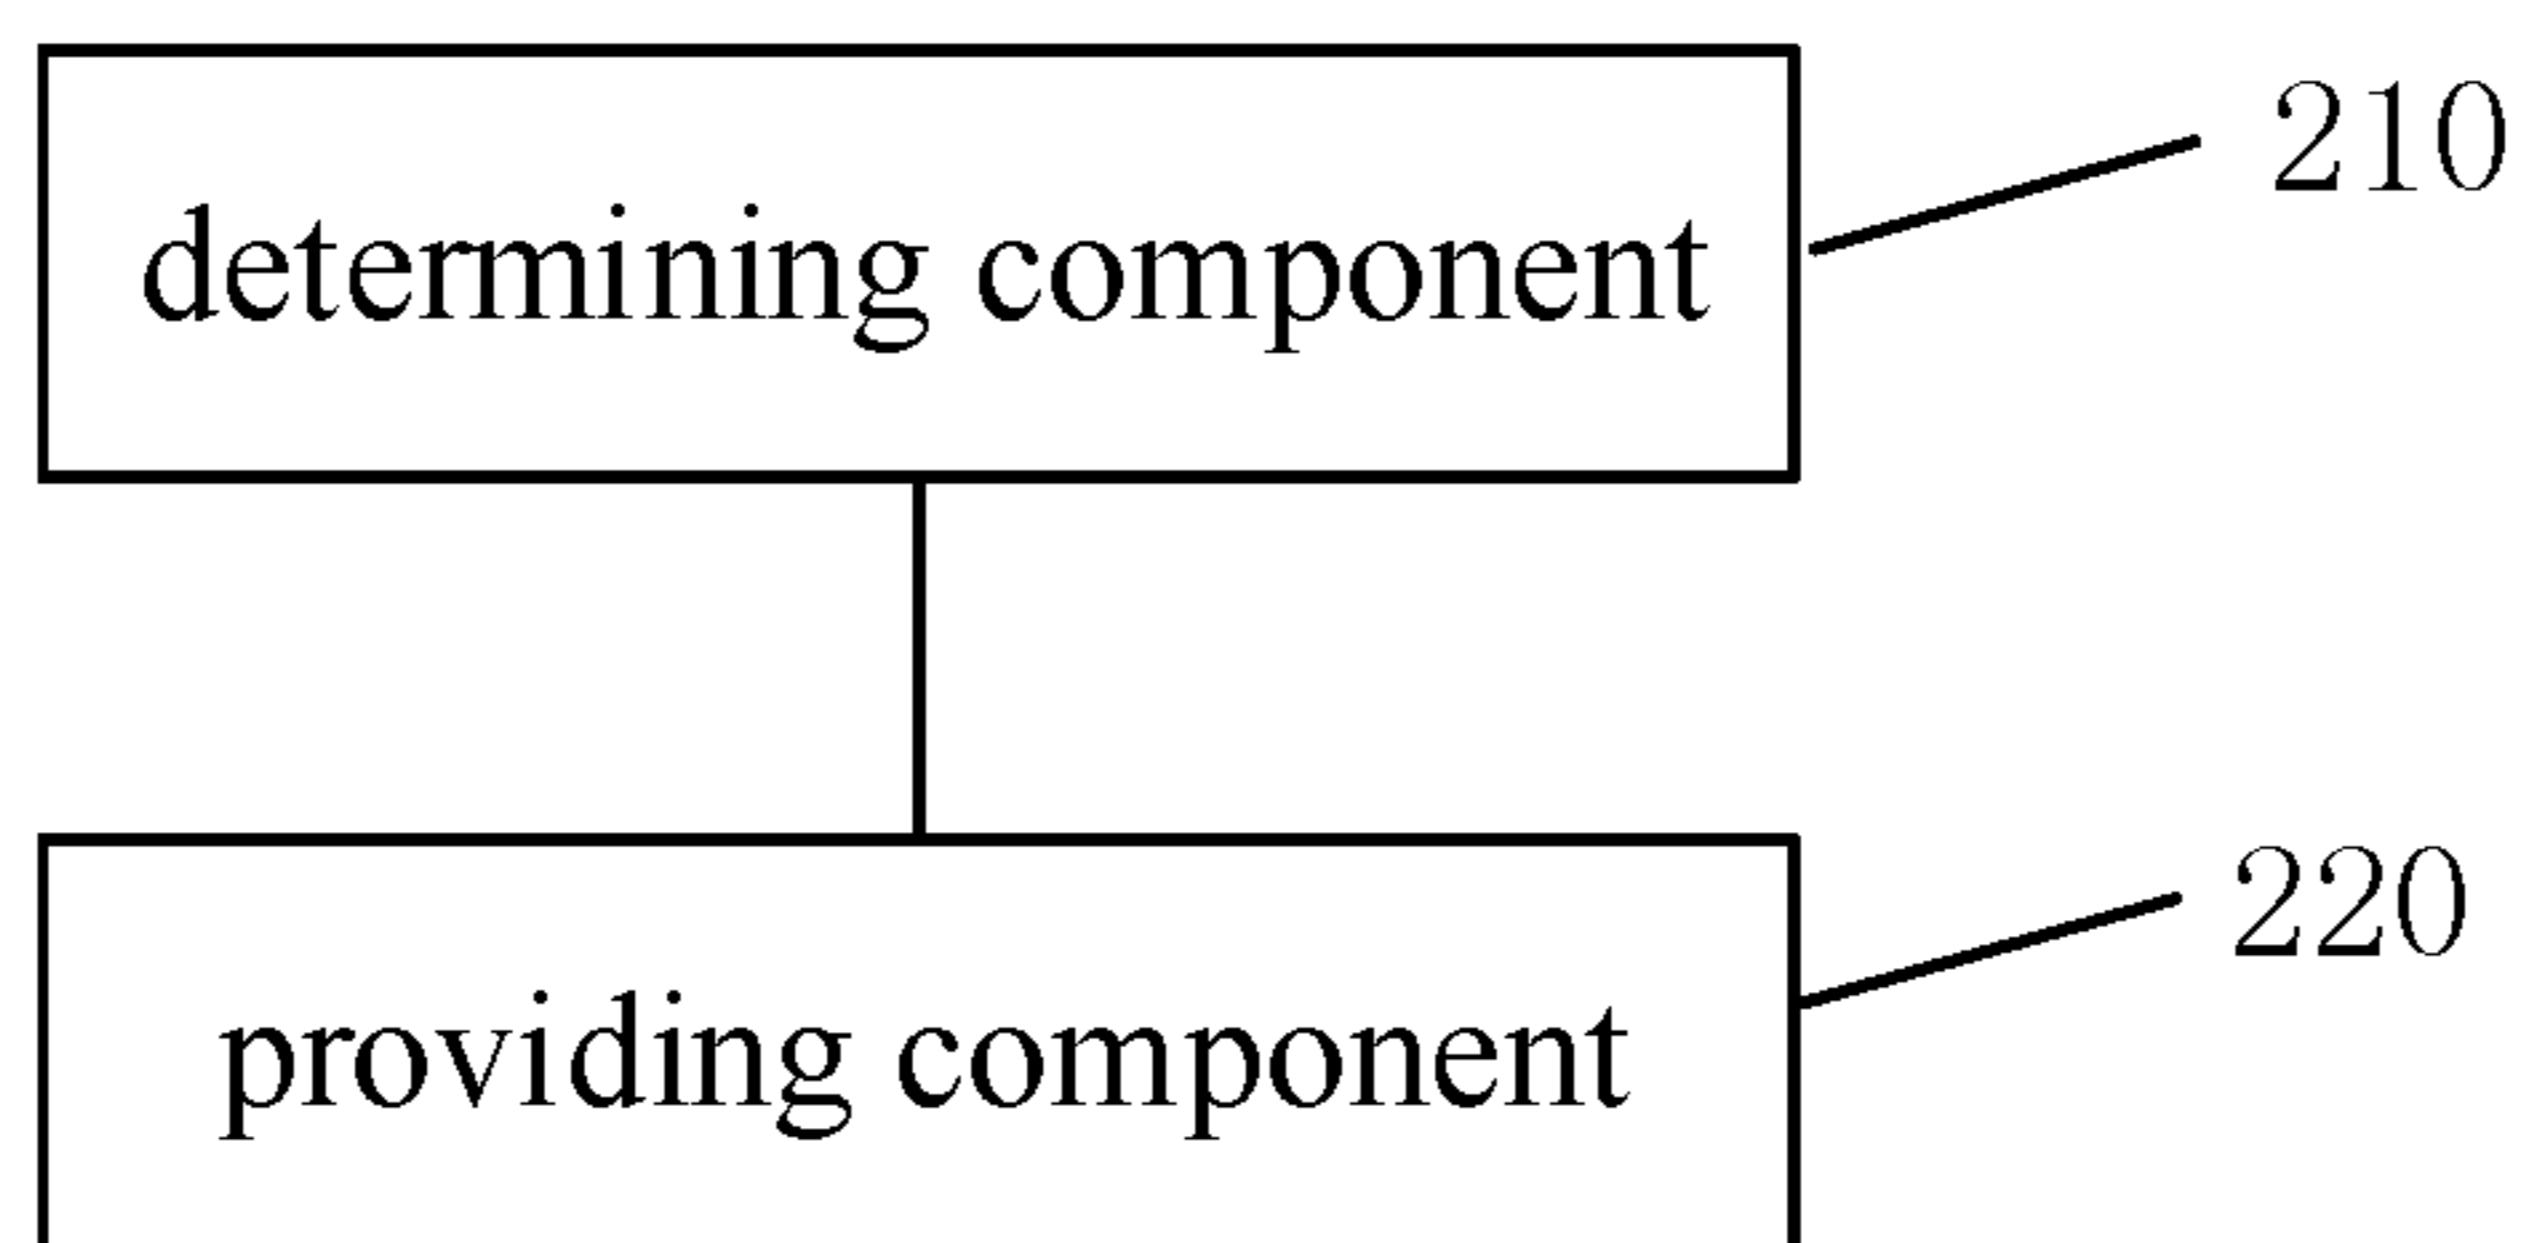 determining component
210
providing component
220